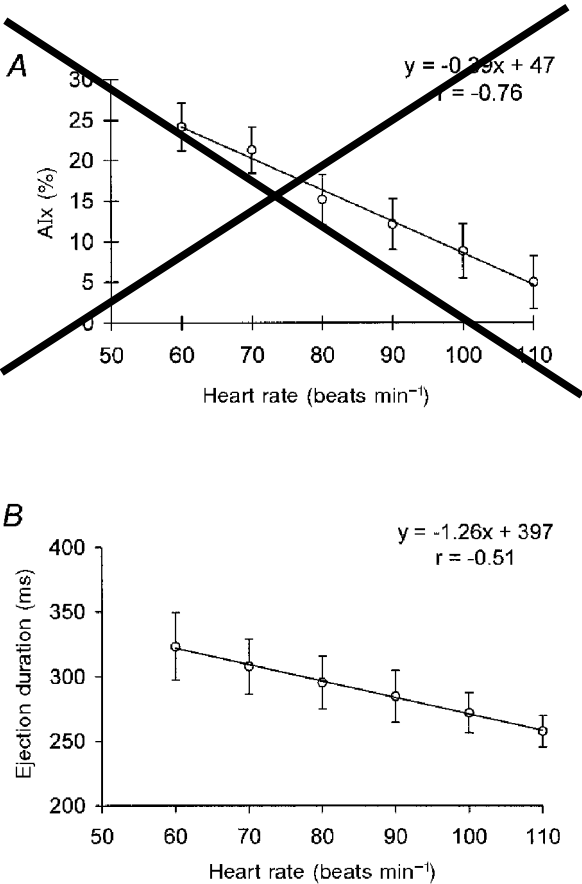 A
y = -0.39x + 47
r = -0.76
30
25
20
15
10
5
0
AIx (%)
50 60 70 80 90 100 110
Heart rate (beats min⁻¹)
B
y = -1.26x + 397
r = -0.51
400
350
300
250
200
Ejection duration (ms)
50 60 70 80 90 100 110
Heart rate (beats min⁻¹)